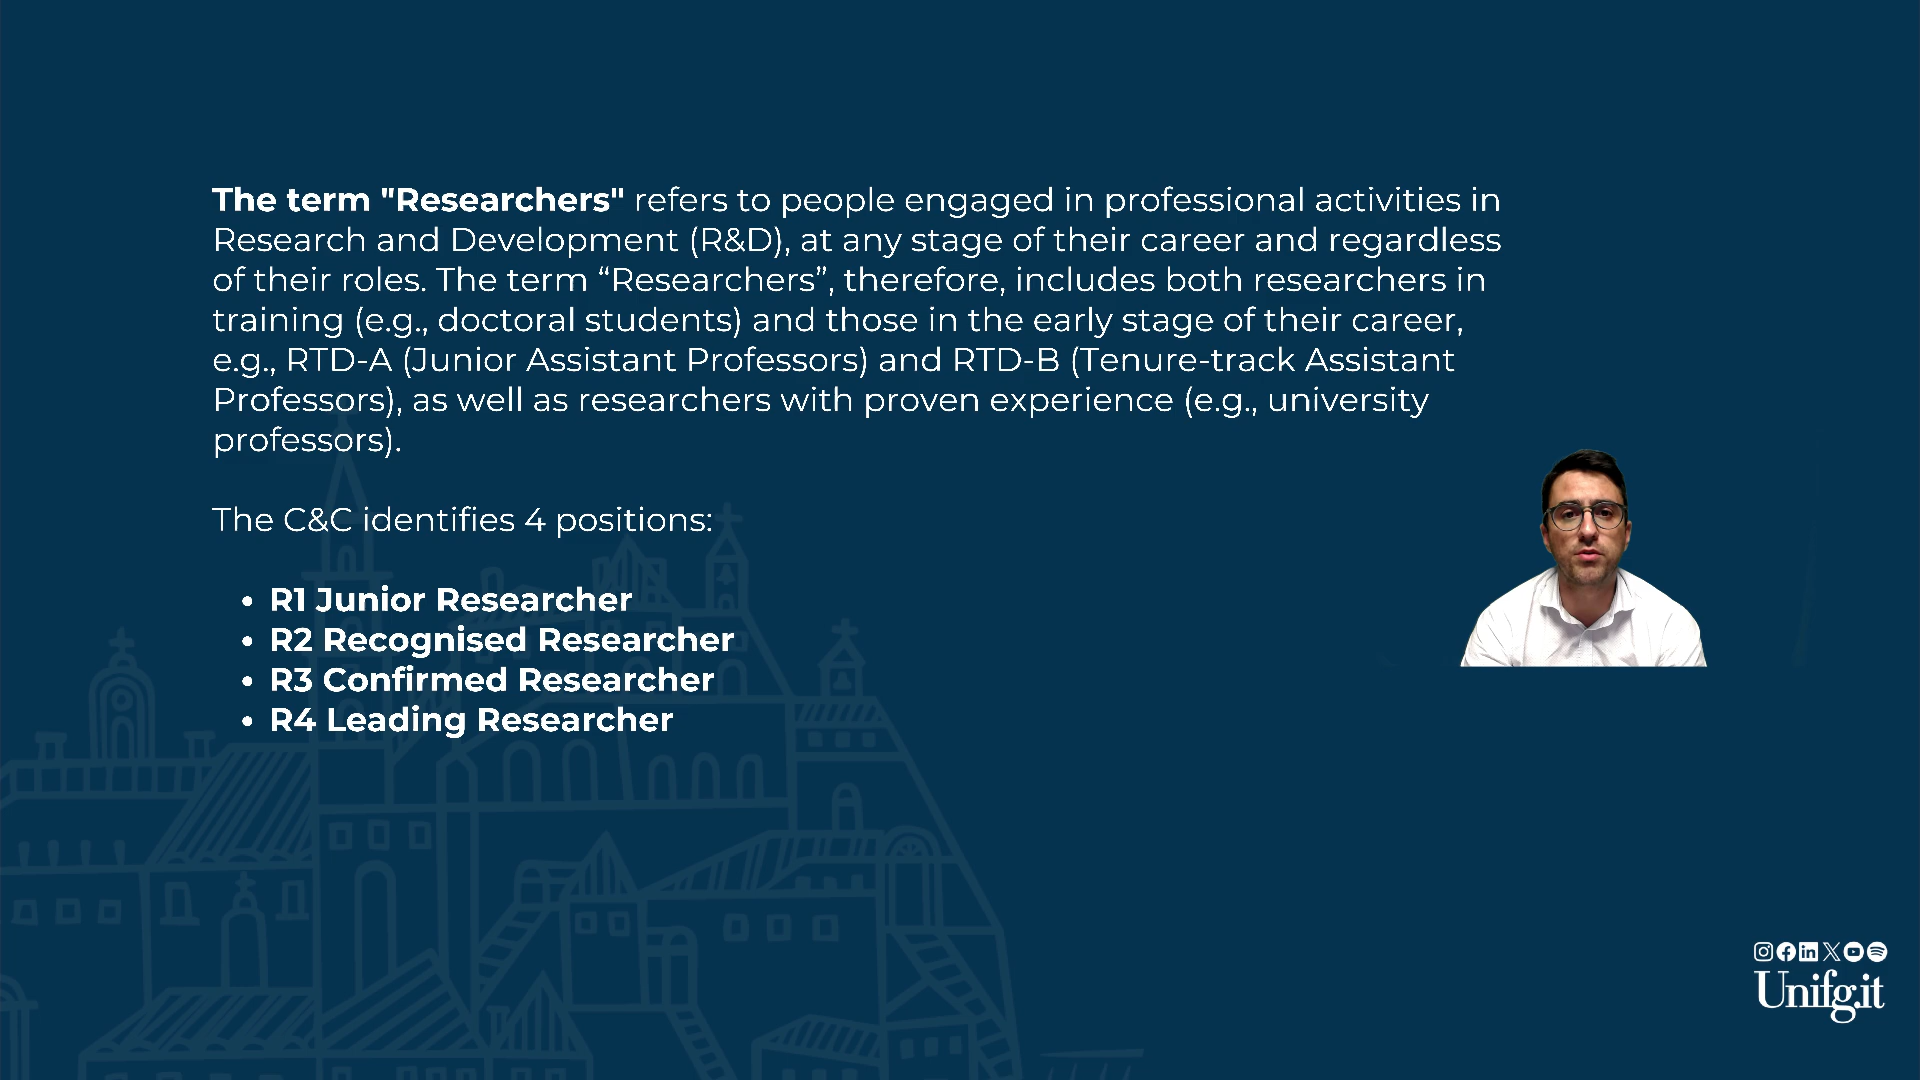 The term "Researchers" refers to people engaged in professional activities in
Research and Development (R&D), at any stage of their career and regardless
of their roles. The term “Researchers”, therefore, includes both researchers in
training (e.g., doctoral students) and those in the early stage of their career,
e.g., RTD-A (Junior Assistant Professors) and RTD-B (Tenure-track Assistant
Professors), as well as researchers with proven experience (e.g., university
professors).
The C&C identifies 4 positions:
• R1 Junior Researcher
• R2 Recognised Researcher
• R3 Confirmed Researcher
• R4 Leading Researcher
Unifg.it